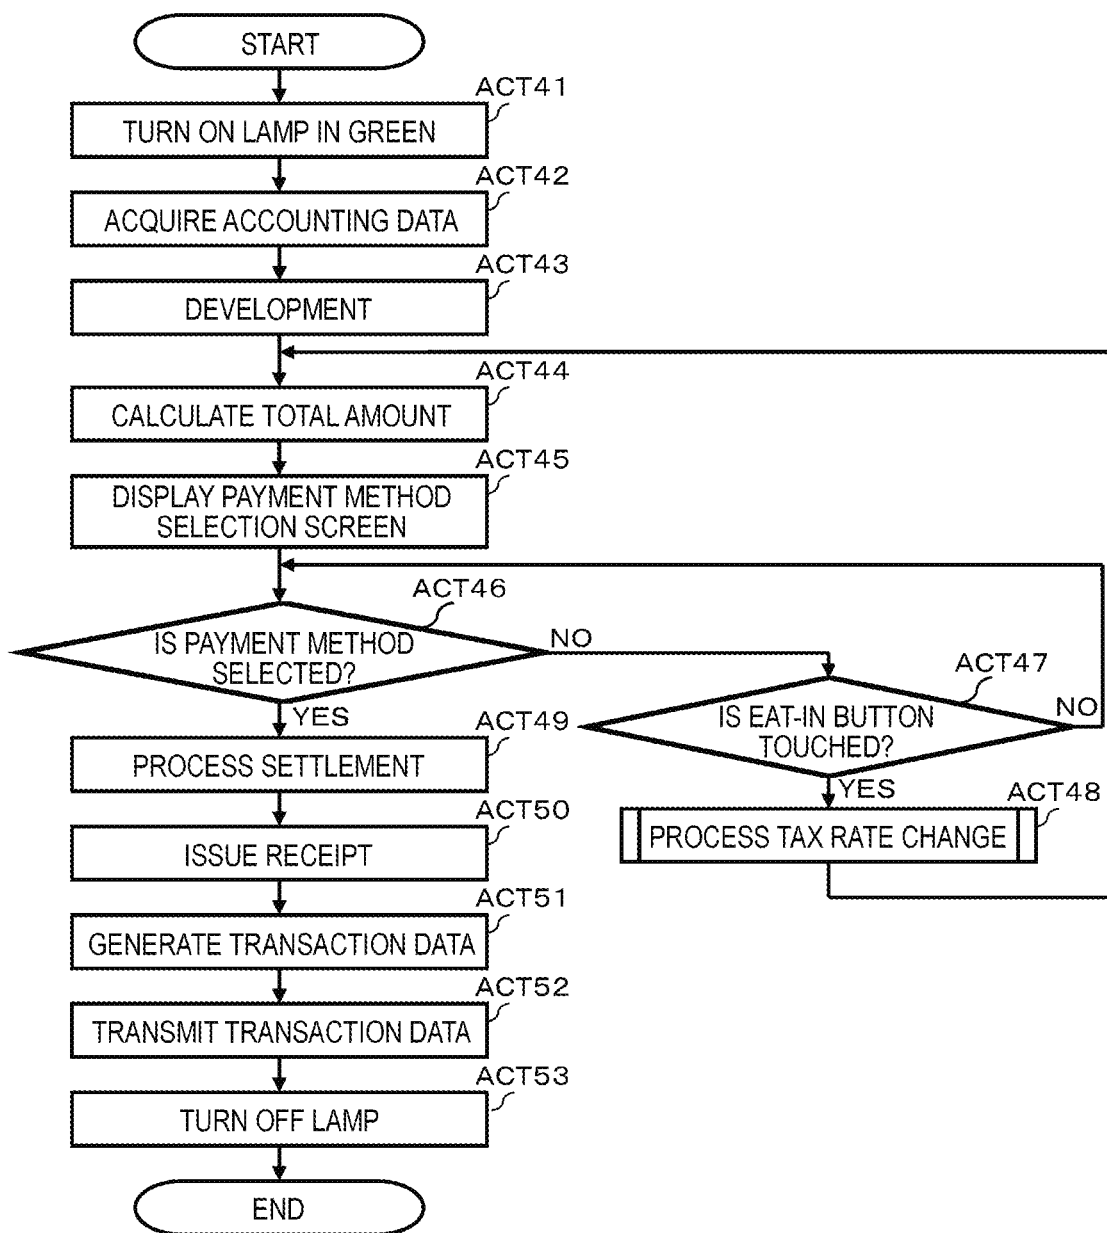 START
ACT41
TURN ON LAMP IN GREEN
ACT42
ACQUIRE ACCOUNTING DATA
ACT43
DEVELOPMENT
ACT44
CALCULATE TOTAL AMOUNT
ACT45
DISPLAY PAYMENT METHOD
SELECTION SCREEN
ACT46
IS PAYMENT METHOD
SELECTED?
NO
YES
ACT47
IS EAT-IN BUTTON
TOUCHED?
NO
YES
ACT48
PROCESS TAX RATE CHANGE
ACT49
PROCESS SETTLEMENT
ACT50
ISSUE RECEIPT
ACT51
GENERATE TRANSACTION DATA
ACT52
TRANSMIT TRANSACTION DATA
ACT53
TURN OFF LAMP
END